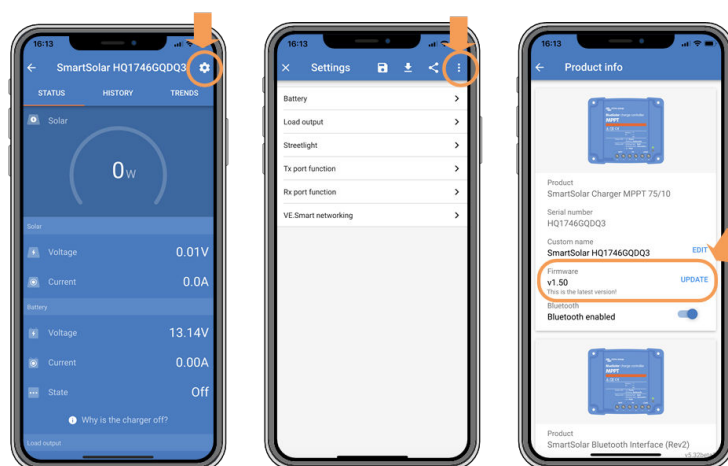 16:13
SmartSolar HQ1746GQDQ3
STATUS HISTORY TRENDS
Solar
0W
Solar
Voltage 0.01V
Current 0.0A
Battery
Voltage 13.14V
Current 0.00A
State Off
Why is the charger off?
Load output
16:13
Settings
Battery
Load output
Streetlight
Tx port function
Rx port function
VE.Smart networking
16:13
Product info
MPPT
Product
SmartSolar Charger MPPT 75/10
Serial number
HQ1746GQDQ3
Custom name
SmartSolar HQ1746GQDQ3 EDIT
Firmware
v1.50 UPDATE
This is the latest version!
Bluetooth
Bluetooth enabled
MPPT
Product
SmartSolar Bluetooth Interface (Rev2)